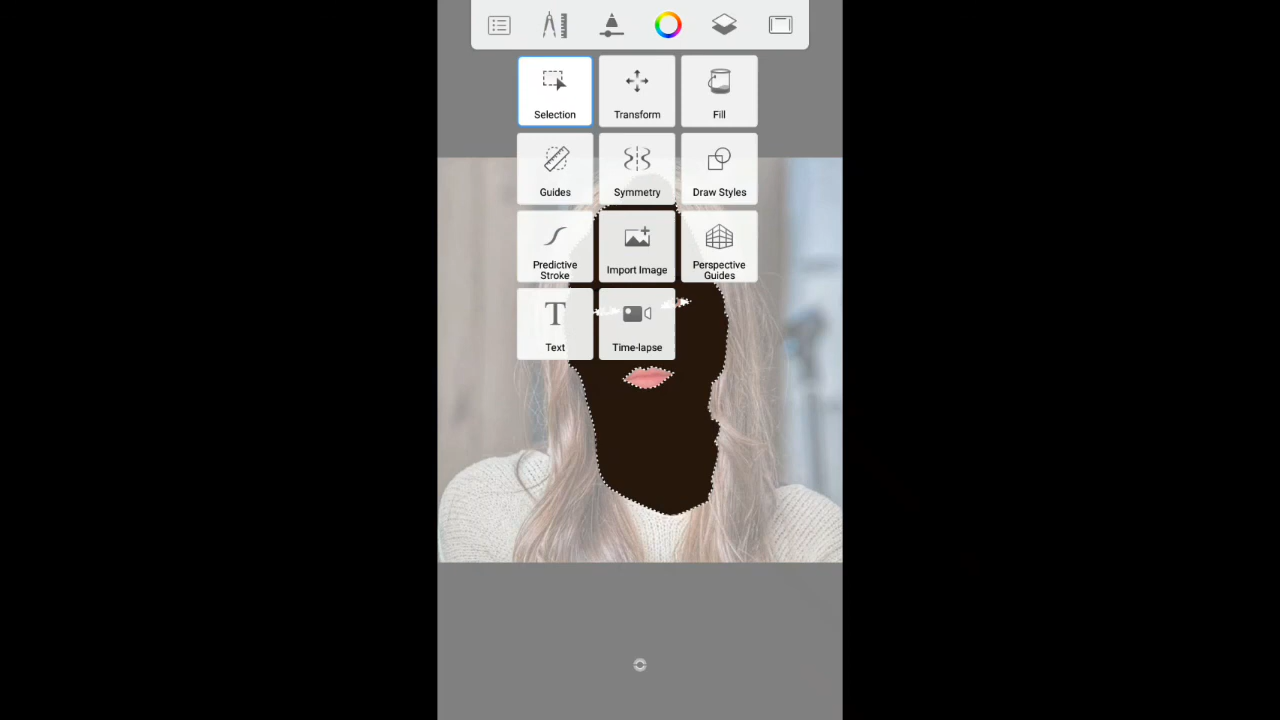 Selection
Transform
Fill
Guides
Symmetry
Draw Styles
Predictive
Stroke
Import Image
Perspective
Guides
Text
Time-lapse